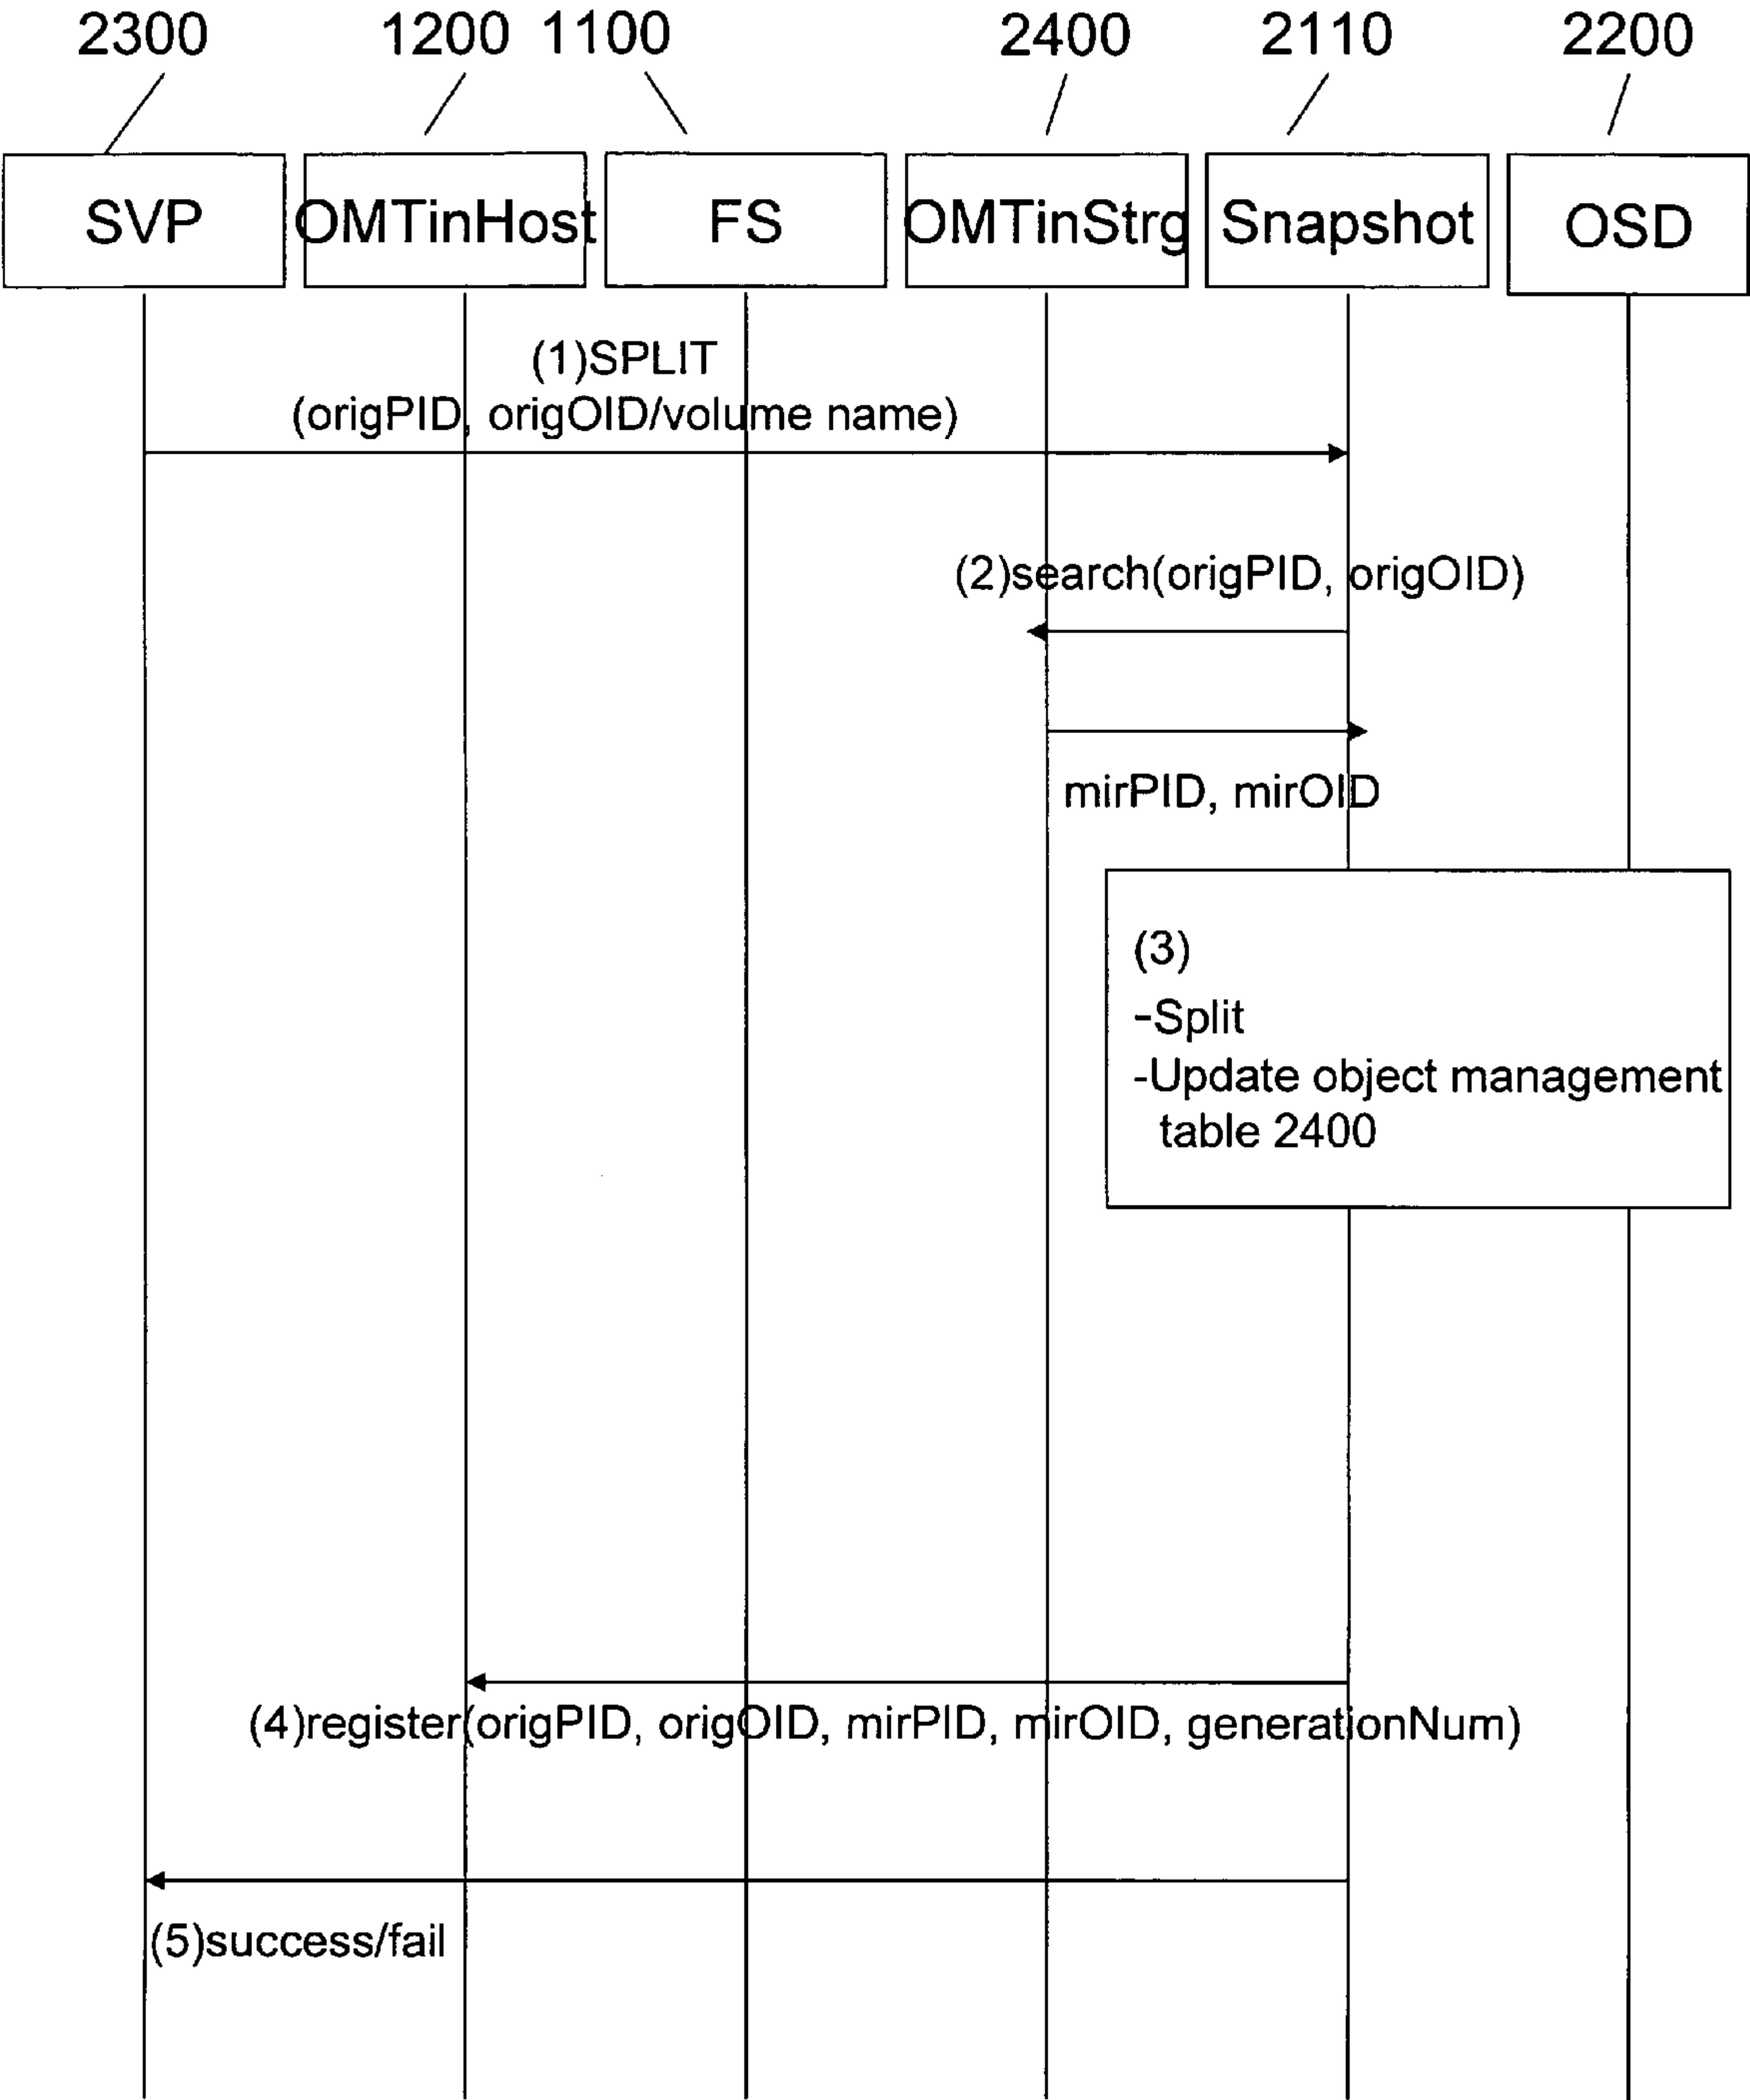 2300 1200 1100 2400 2110 2200
SVP OMTinHost FS OMTinStrg Snapshot OSD
(1)SPLIT
(origPID, origOID/volume name)
(2)search(origPID, origOID)
mirPID, mirOID
(3)
-Split
-Update object management
table 2400
(4)register(origPID, origOID, mirPID, mirOID, generationNum)
(5)success/fail